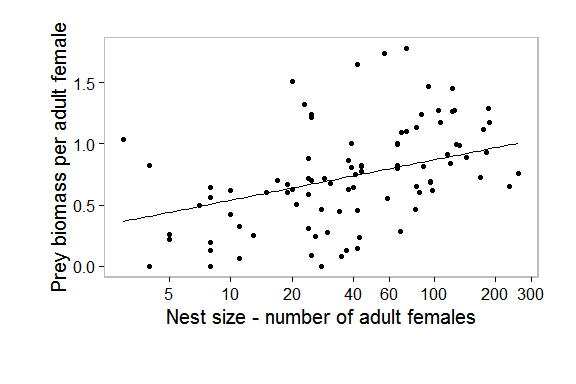 Prey biomass per adult female
1.5
1.0
0.5
0.0
5 10 20 40 60 100 200 300
Nest size - number of adult females